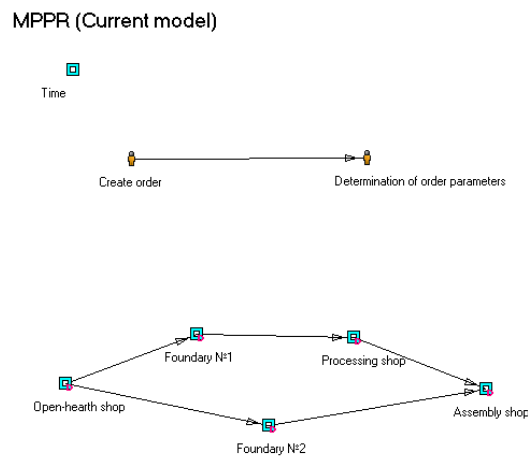 MPPR (Current model)
Time
Create order
Determination of order parameters
Foundary №1
Processing shop
Open-hearth shop
Assembly shop
Foundary №2